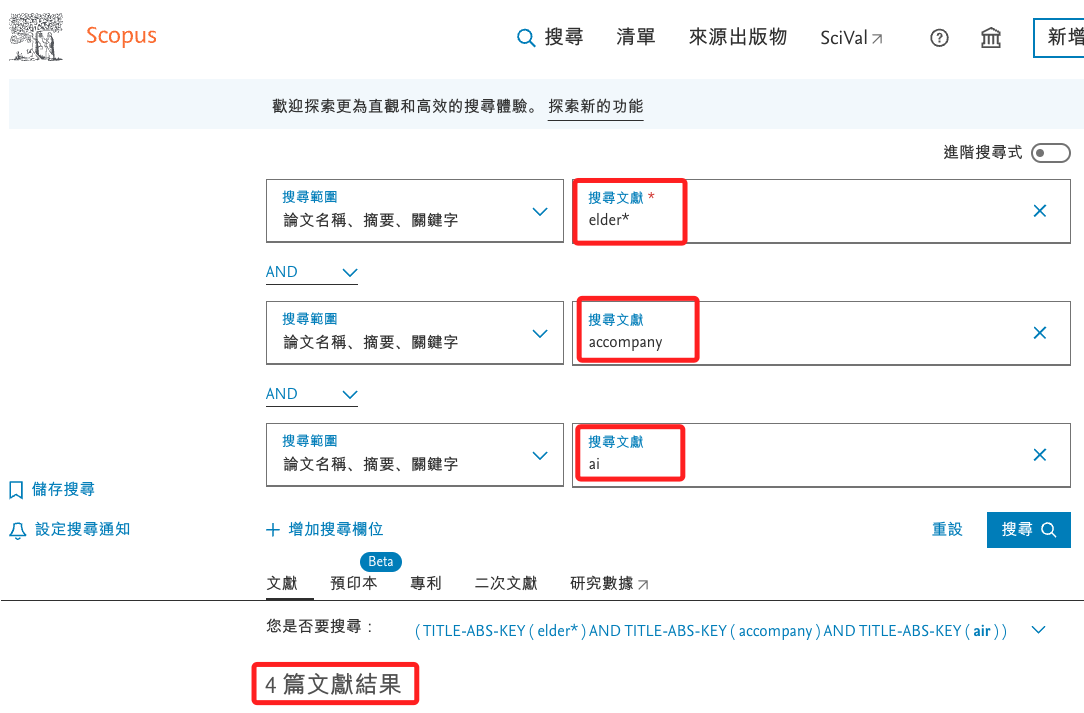 Scopus
搜尋 清單 來源出版物 SciVal↗ 新增
歡迎探索更為直觀和高效的搜尋體驗。 探索新的功能
進階搜尋式
搜尋範圍
論文名稱、摘要、關鍵字
搜尋文獻 *
elder*
AND
搜尋範圍
論文名稱、摘要、關鍵字
搜尋文獻
accompany
AND
搜尋範圍
論文名稱、摘要、關鍵字
搜尋文獻
ai
儲存搜尋
設定搜尋通知
+ 增加搜尋欄位
重設 搜尋
Beta
文獻 預印本 專利 二次文獻 研究數據↗
您是否要搜尋： ( TITLE-ABS-KEY ( elder* ) AND TITLE-ABS-KEY ( accompany ) AND TITLE-ABS-KEY ( air ) )
4 篇文獻結果